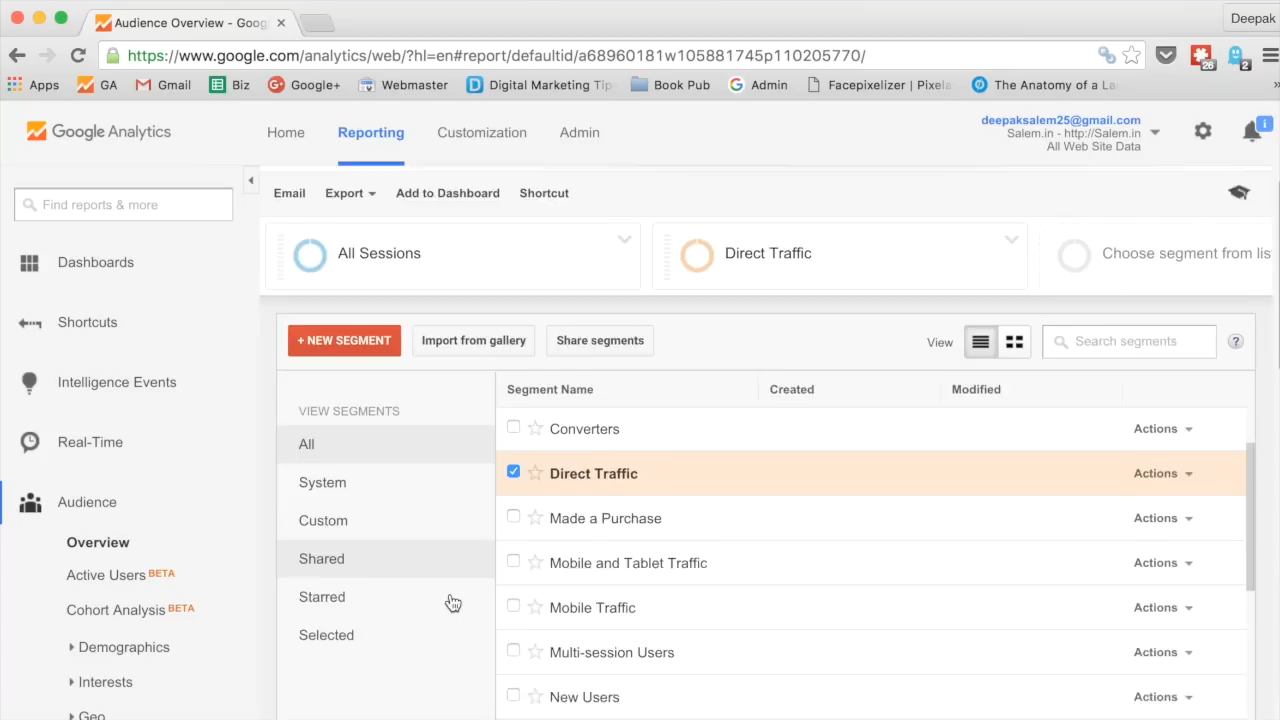 Audience Overview - Goog
Deepak
https://www.google.com/analytics/web/?hl=en#report/defaultid/a68960181w105881745p110205770/
26
2
Apps GA Gmail Biz Google+ Webmaster Digital Marketing Tip Book Pub Admin Facepixelizer | Pixela The Anatomy of a La
Google Analytics
Home Reporting Customization Admin
deepaksalem25@gmail.com
Salem.in - http://Salem.in
All Web Site Data
i
Find reports & more
Email Export Add to Dashboard Shortcut
All Sessions
Direct Traffic
Choose segment from lis
Dashboards
Shortcuts
Intelligence Events
Real-Time
Audience
Overview
Active Users BETA
Cohort Analysis BETA
Demographics
Interests
Geo
+ NEW SEGMENT Import from gallery Share segments View Search segments ?
VIEW SEGMENTS
All
System
Custom
Shared
Starred
Selected
Segment Name Created Modified
Converters Actions
Direct Traffic Actions
Made a Purchase Actions
Mobile and Tablet Traffic Actions
Mobile Traffic Actions
Multi-session Users Actions
New Users Actions